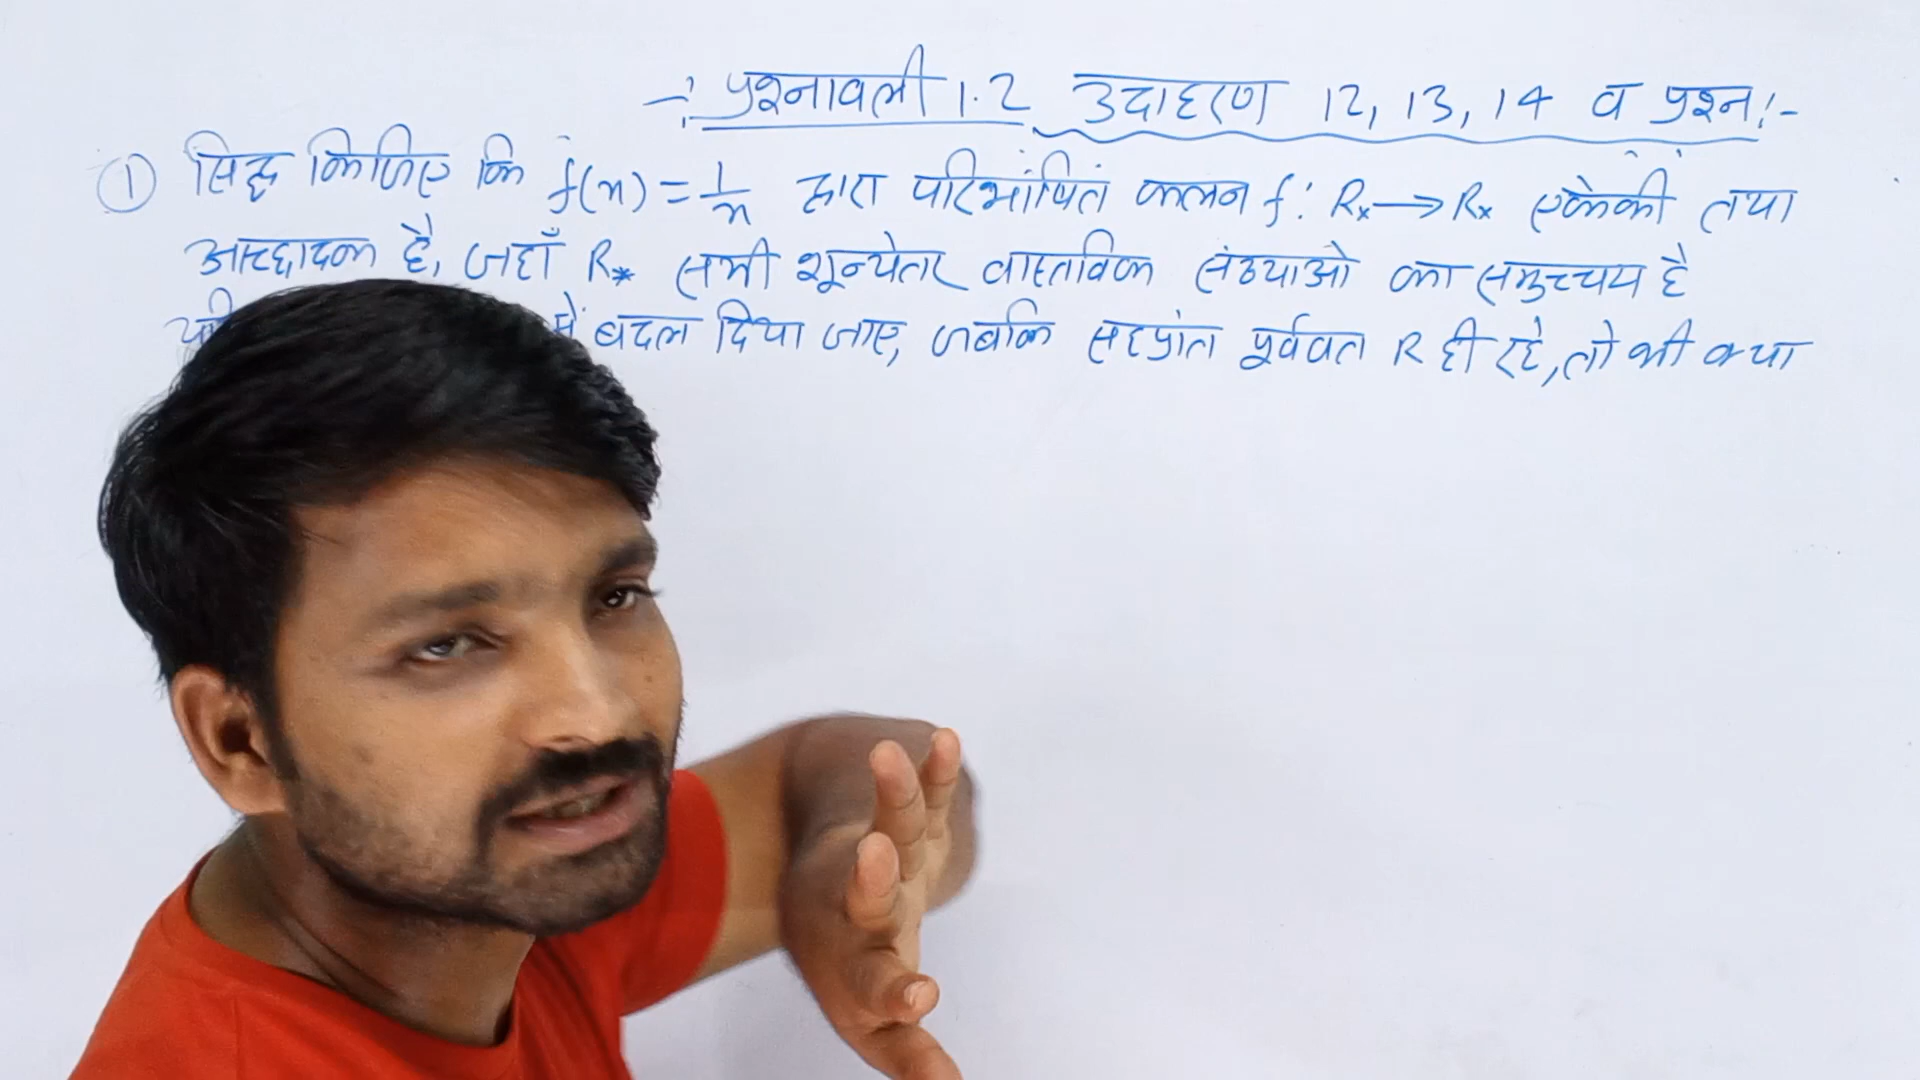 -: प्रश्नावली 1.2 उदाहरण 12, 13, 14 व प्रश्न:-
① सिद्ध किजिए कि f(x) = 1/x द्वारा परिभाषित फलन f: R* → R* एकैकी तथा
आच्छादक है, जहाँ R* सभी शून्येतर वास्तविक संख्याओ का समुच्चय है
में बदल दिया जाए, जबकि सहप्रांत पूर्ववत R ही रहे, तो भी क्या